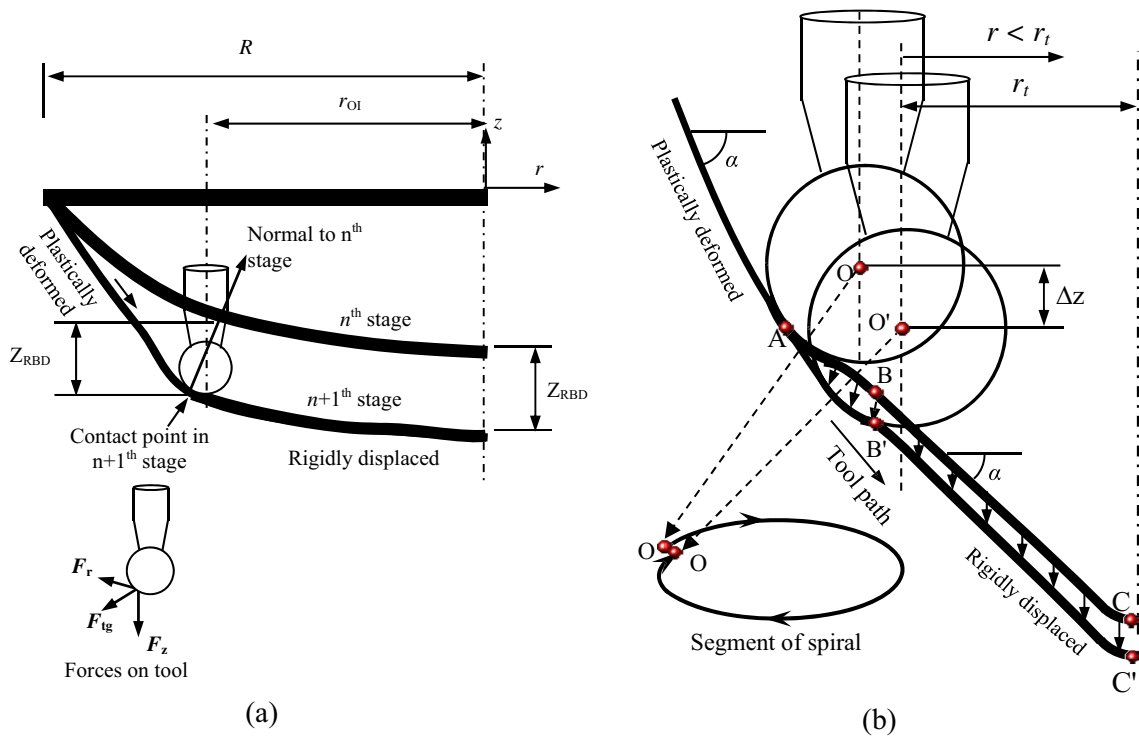 R
r_OI
z
r
Normal to n^th
stage
Plastically
deformed
n^th stage
Z_RBD
Z_RBD
n+1^th stage
Contact point in
n+1^th stage
Rigidly displaced
F_r
F_tg
F_z
Forces on tool
(a)
r < r_t
r_t
α
Plastically deformed
O
Δz
O'
A
B
B'
α
Tool path
Rigidly displaced
O
O
C
C'
Segment of spiral
(b)